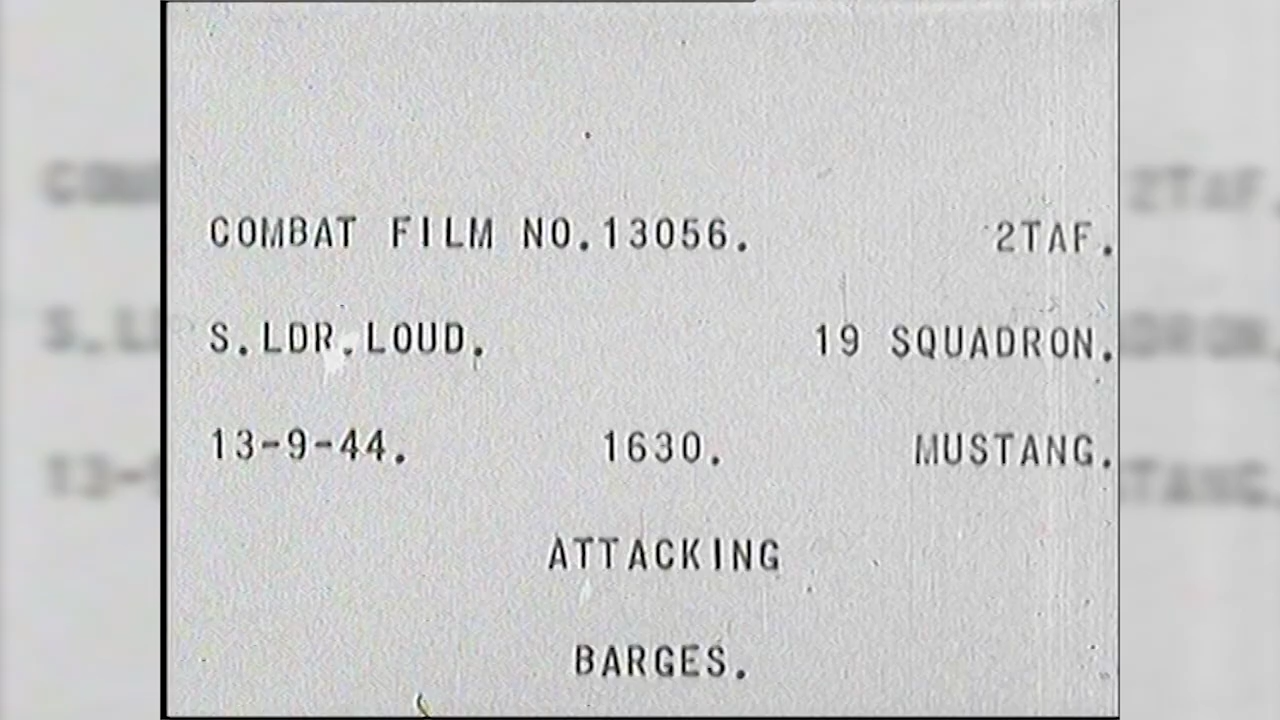 COMBAT FILM NO.13056. 2TAF.
S.LDR.LOUD. 19 SQUADRON.
13-9-44. 1630. MUSTANG.
ATTACKING
BARGES.